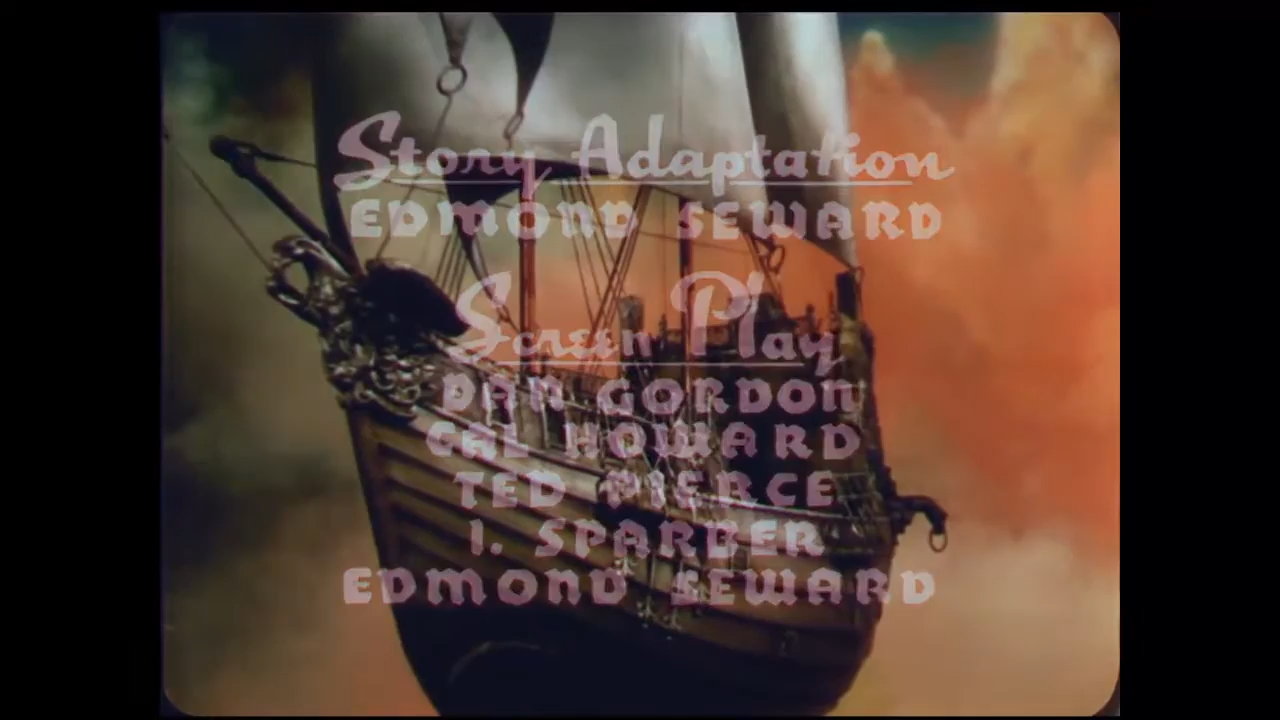 Story Adaptation
EDMOND SEWARD
Screen Play
DAN GORDON
CAL HOWARD
TED PIERCE
I. SPARBER
EDMOND SEWARD